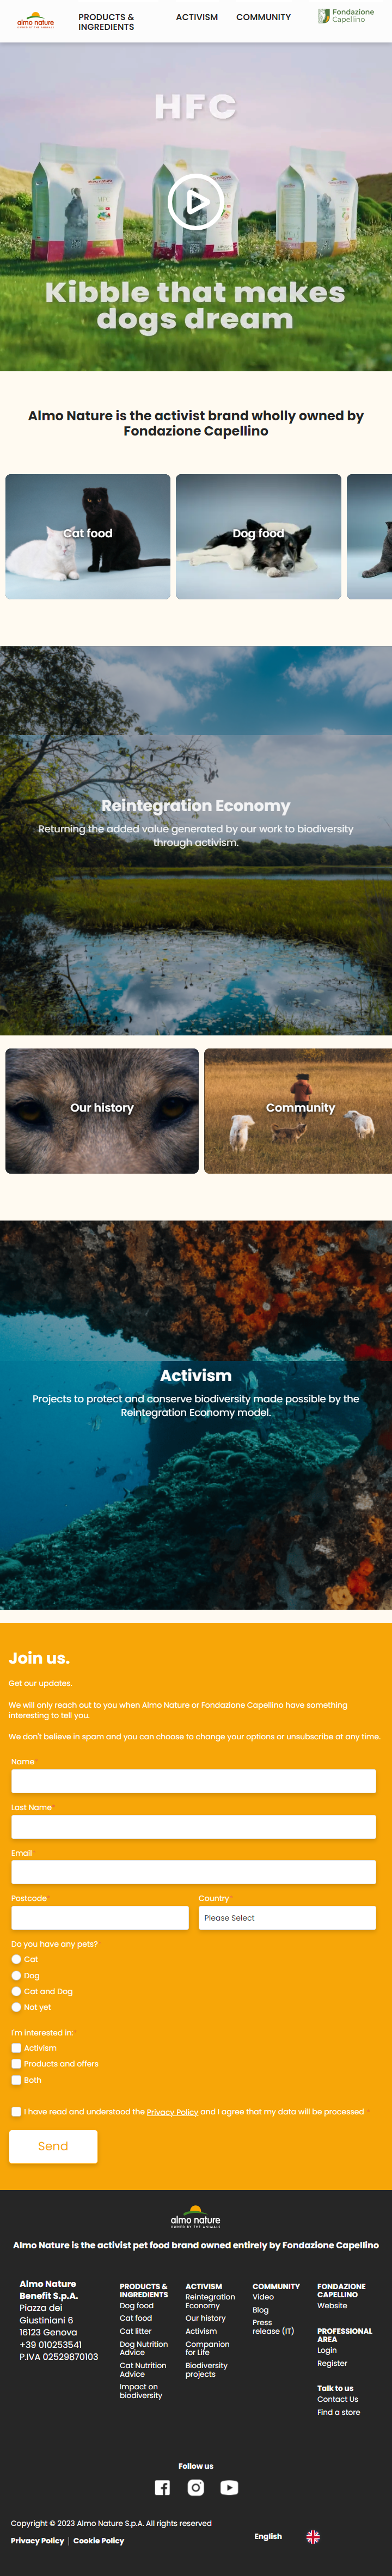 almo nature
OWNED BY THE ANIMALS
PRODUCTS &
INGREDIENTS
ACTIVISM
COMMUNITY
Fondazione
Capellino
HFC
Kibble that makes
dogs dream
Almo Nature is the activist brand wholly owned by
Fondazione Capellino
Cat food
Dog food
Reintegration Economy
Returning the added value generated by our work to biodiversity
through activism.
Our history
Community
Activism
Projects to protect and conserve biodiversity made possible by the
Reintegration Economy model.
Join us.
Get our updates.
We will only reach out to you when Almo Nature or Fandazione Capellino have something
interesting to tell you.
We don't believe in spam and you can choose to change your options or unsubscribe at any time.
Name
Last Name
Email*
Postcode*
Country*
Please Select
Do you have any pets?*
Cat
Dog
Cat and Dog
Not yet
I'm interested in:
Activism
Products and offers
Both
I have read and understood the Privacy Policy and I agree that my data will be processed *
Send
almo nature
OWNED BY THE ANIMALS
Almo Nature is the activist pet food brand owned entirely by Fondazione Capellino
Almo Nature
Benefit S.p.A.
Piazza dei
Giustiniani 6
16123 Genova
+39 010253541
P.IVA 02529870103
PRODUCTS &
INGREDIENTS
Dog food
Cat food
Cat litter
Dog Nutrition
Advice
Cat Nutrition
Advice
Impact on
biodiversity
ACTIVISM
Reintegration
Economy
Our history
Activism
Companion
for Life
Biodiversity
projects
COMMUNITY
Video
Blog
Press
release (IT)
FONDAZIONE
CAPELLINO
Website
PROFESSIONAL
AREA
Login
Register
Talk to us
Contact Us
Find a store
Follow us
Copyright © 2023 Almo Nature S.p.A. All rights reserved
Privacy Policy | Cookie Policy
English